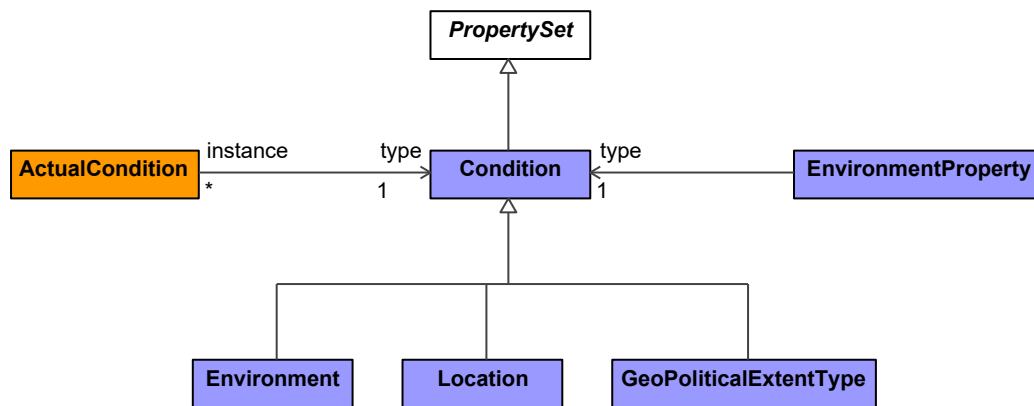 PropertySet
instance
type
type
ActualCondition
Condition
EnvironmentProperty
*
1
1
Environment
Location
GeoPoliticalExtentType